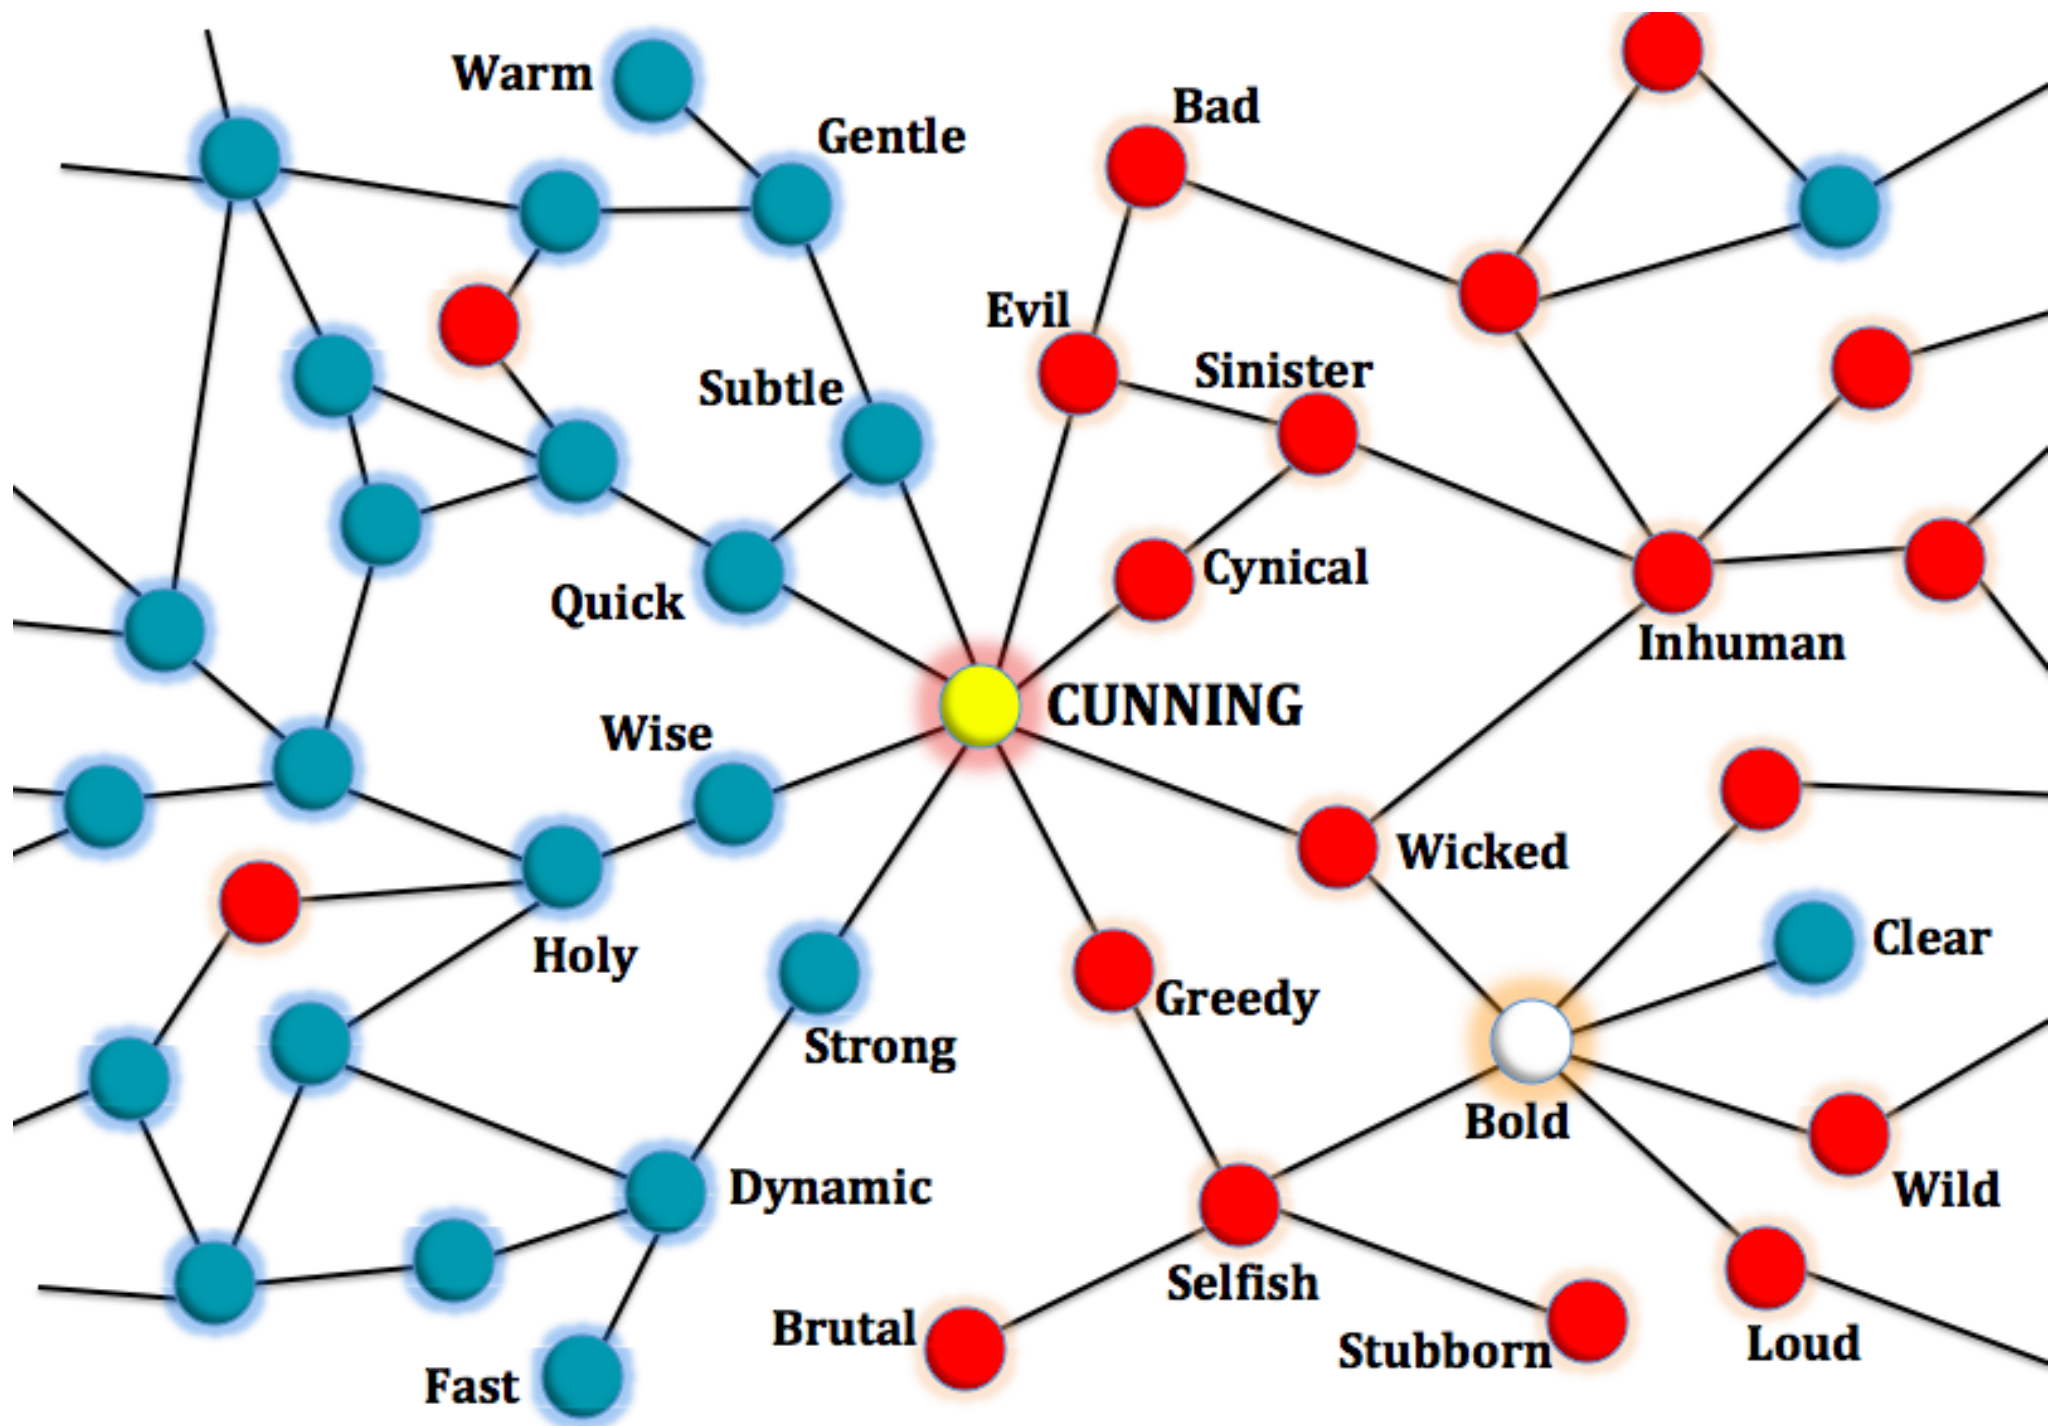 Warm
Bad
Gentle
Evil
Sinister
Subtle
Cynical
Quick
Inhuman
CUNNING
Wise
Wicked
Clear
Holy
Greedy
Strong
Bold
Dynamic
Wild
Selfish
Brutal
Loud
Stubborn
Fast